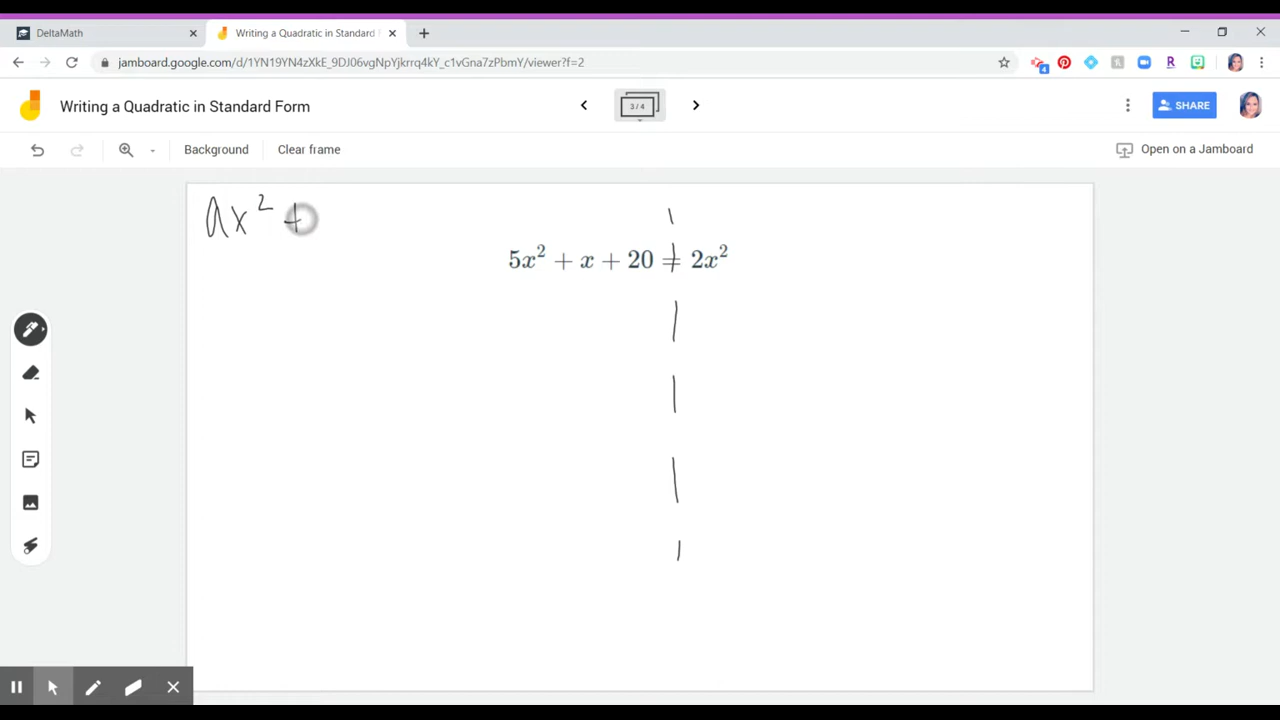 DeltaMath
Writing a Quadratic in Standard F
jamboard.google.com/d/1YN19YN4zXkE_9DJ06vgNpYjkrrq4kY_c1vGna7zPbmY/viewer?f=2
4
R
Writing a Quadratic in Standard Form
3 / 4
SHARE
Background
Clear frame
Open on a Jamboard
ax² +
5x² + x + 20 = 2x²